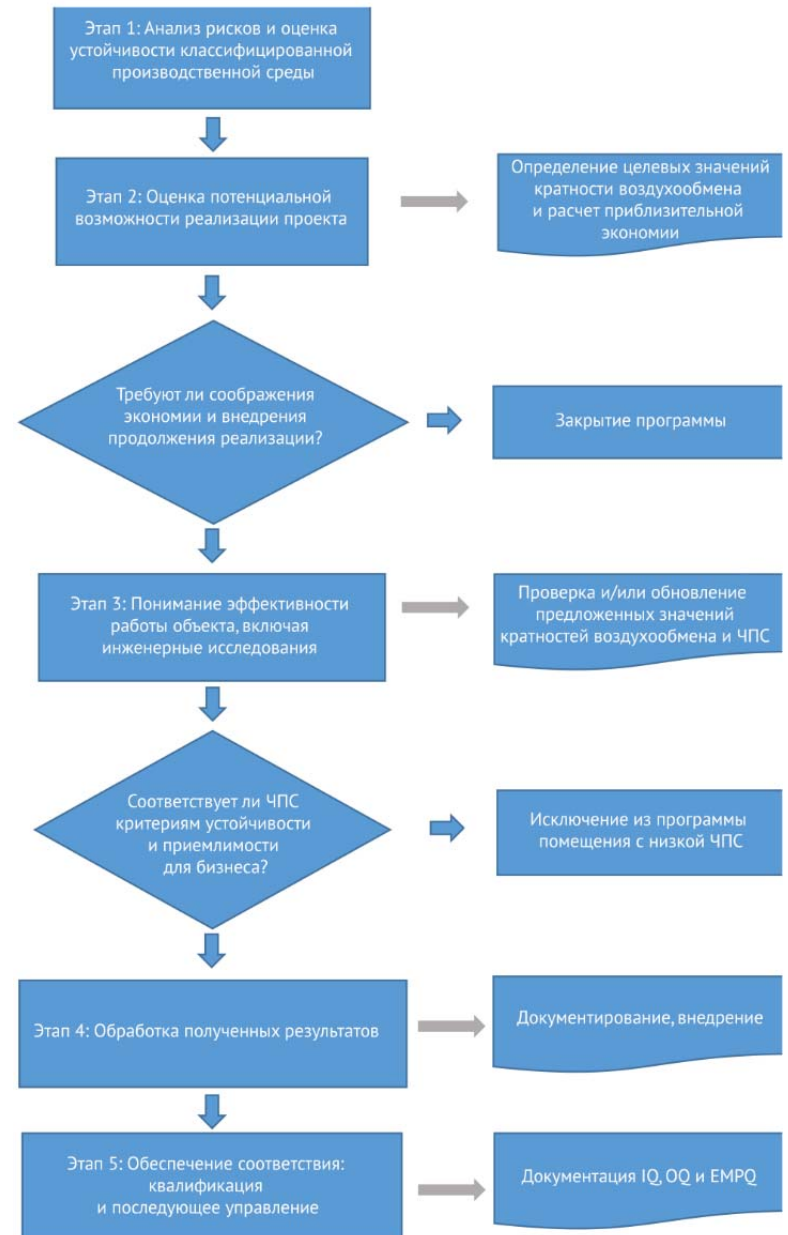 Этап 1: Анализ рисков и оценка
устойчивости классифицированной
производственной среды
Этап 2: Оценка потенциальной
возможности реализации проекта
Определение целевых значений
кратности воздухообмена
и расчет приблизительной
экономии
Требуют ли соображения
экономии и внедрения
продолжения реализации?
Закрытие программы
Этап 3: Понимание эффективности
работы объекта, включая
инженерные исследования
Проверка и/или обновление
предложенных значений
кратностей воздухообмена и ЧПС
Соответствует ли ЧПС
критериям устойчивости
и приемлимости
для бизнеса?
Исключение из программы
помещения с низкой ЧПС
Этап 4: Обработка полученных результатов
Документирование, внедрение
Этап 5: Обеспечение соответствия:
квалификация
и последующее управление
Документация IQ, OQ и EMPQ